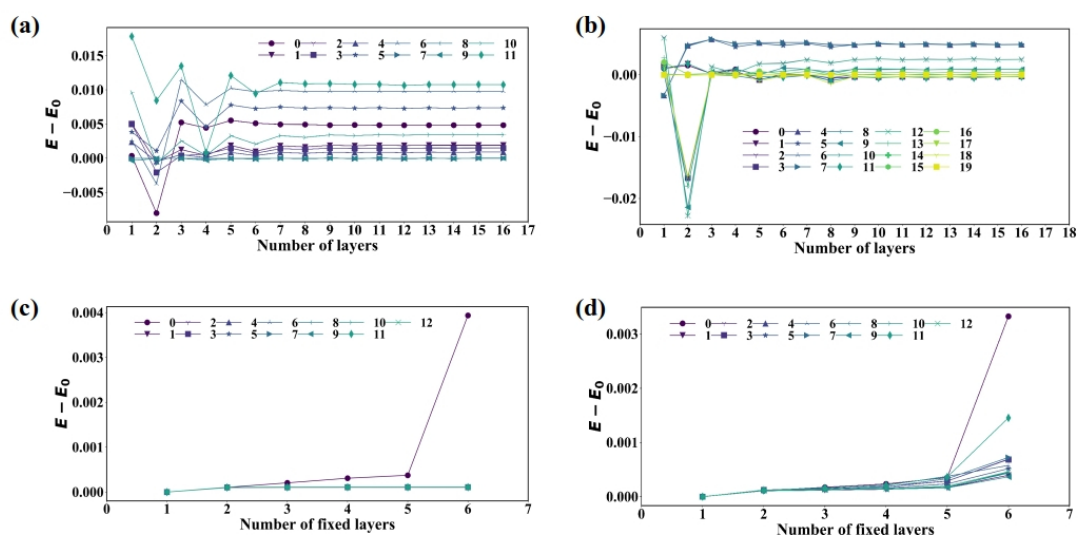 (a)
0 2 4 6 8 10
1 3 5 7 9 11
E − E0
0.015
0.010
0.005
0.000
−0.005
0 1 2 3 4 5 6 7 8 9 10 11 12 13 14 15 16 17
Number of layers
(b)
0 4 8 12 16
1 5 9 13 17
2 6 10 14 18
3 7 11 15 19
E − E0
0.00
−0.01
−0.02
0 1 2 3 4 5 6 7 8 9 10 11 12 13 14 15 16 17 18
Number of layers
(c)
0 2 4 6 8 10 12
1 3 5 7 9 11
E − E0
0.004
0.003
0.002
0.001
0.000
0 1 2 3 4 5 6 7
Number of fixed layers
(d)
0 2 4 6 8 10 12
1 3 5 7 9 11
E − E0
0.003
0.002
0.001
0.000
0 1 2 3 4 5 6 7
Number of fixed layers